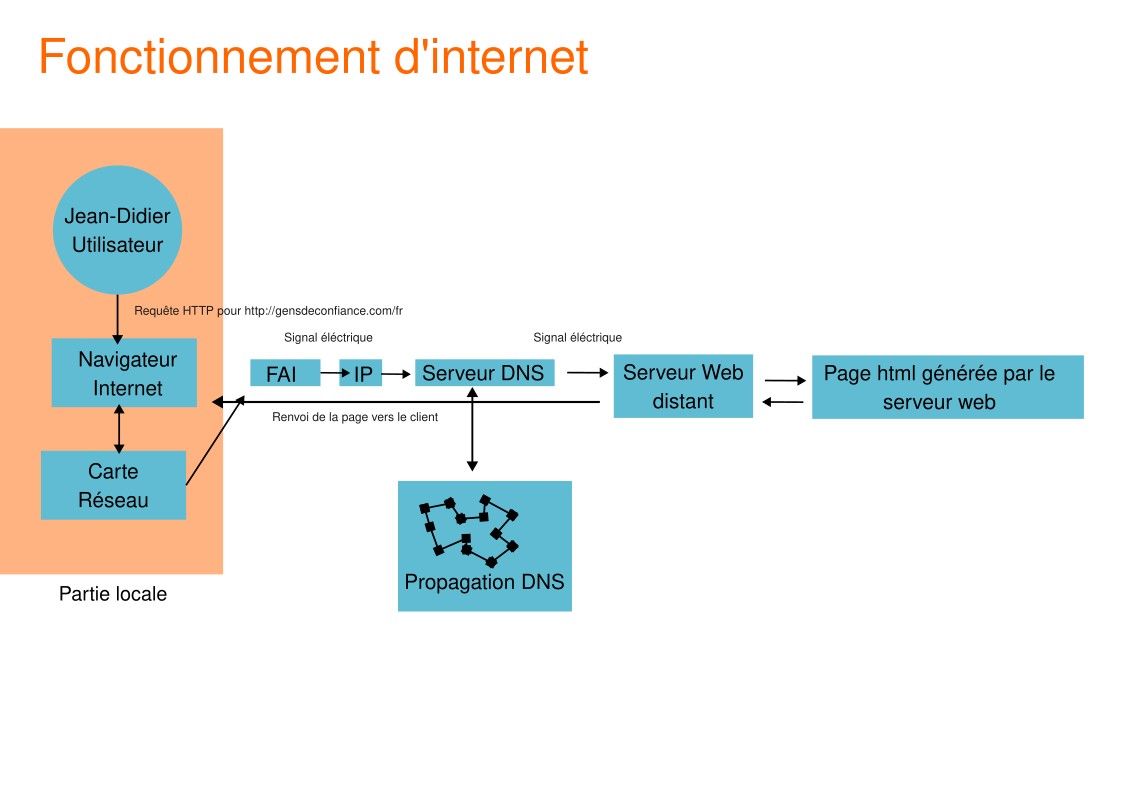 Fonctionnement d'internet
Jean-Didier
Utilisateur
Requête HTTP pour http://gensdeconfiance.com/fr
Signal éléctrique
Signal éléctrique
Navigateur
Internet
FAI
IP
Serveur DNS
Serveur Web
distant
Page html générée par le
serveur web
Renvoi de la page vers le client
Carte
Réseau
Propagation DNS
Partie locale